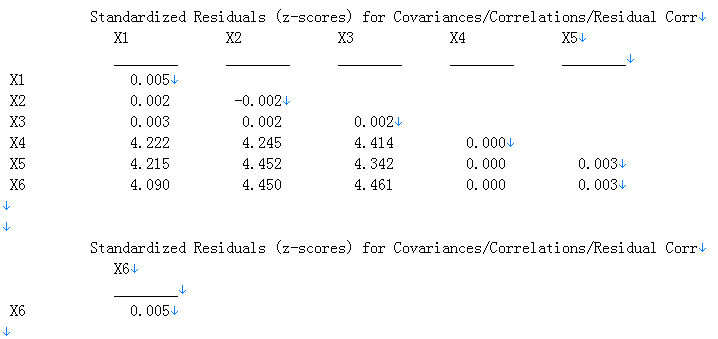 Standardized Residuals (z-scores) for Covariances/Correlations/Residual Corr↓
X1 X2 X3 X4 X5↓
________ ________ ________ ________ ________↓
X1 0.005↓
X2 0.002 -0.002↓
X3 0.003 0.002 0.002↓
X4 4.222 4.245 4.414 0.000↓
X5 4.215 4.452 4.342 0.000 0.003↓
X6 4.090 4.450 4.461 0.000 0.003↓
↓
↓
Standardized Residuals (z-scores) for Covariances/Correlations/Residual Corr↓
X6↓
________↓
X6 0.005↓
↓